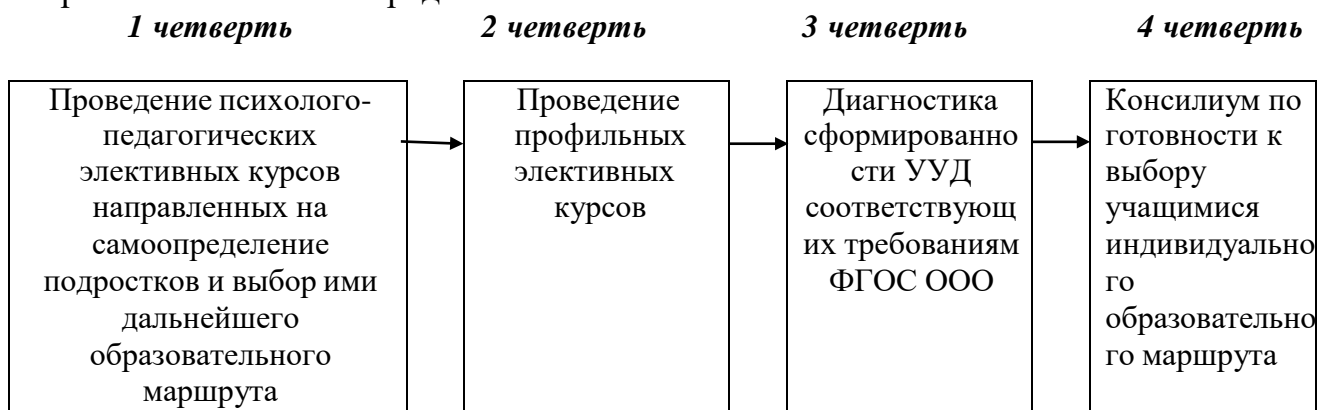 1 четверть
2 четверть
3 четверть
4 четверть
Проведение психолого-
педагогических
элективных курсов
направленных на
самоопределение
подростков и выбор ими
дальнейшего
образовательного
маршрута
Проведение
профильных
элективных
курсов
Диагностика
сформированно
сти УУД
соответствующ
их требованиям
ФГОС ООО
Консилиум по
готовности к
выбору
учащимися
индивидуально
го
образовательно
го маршрута